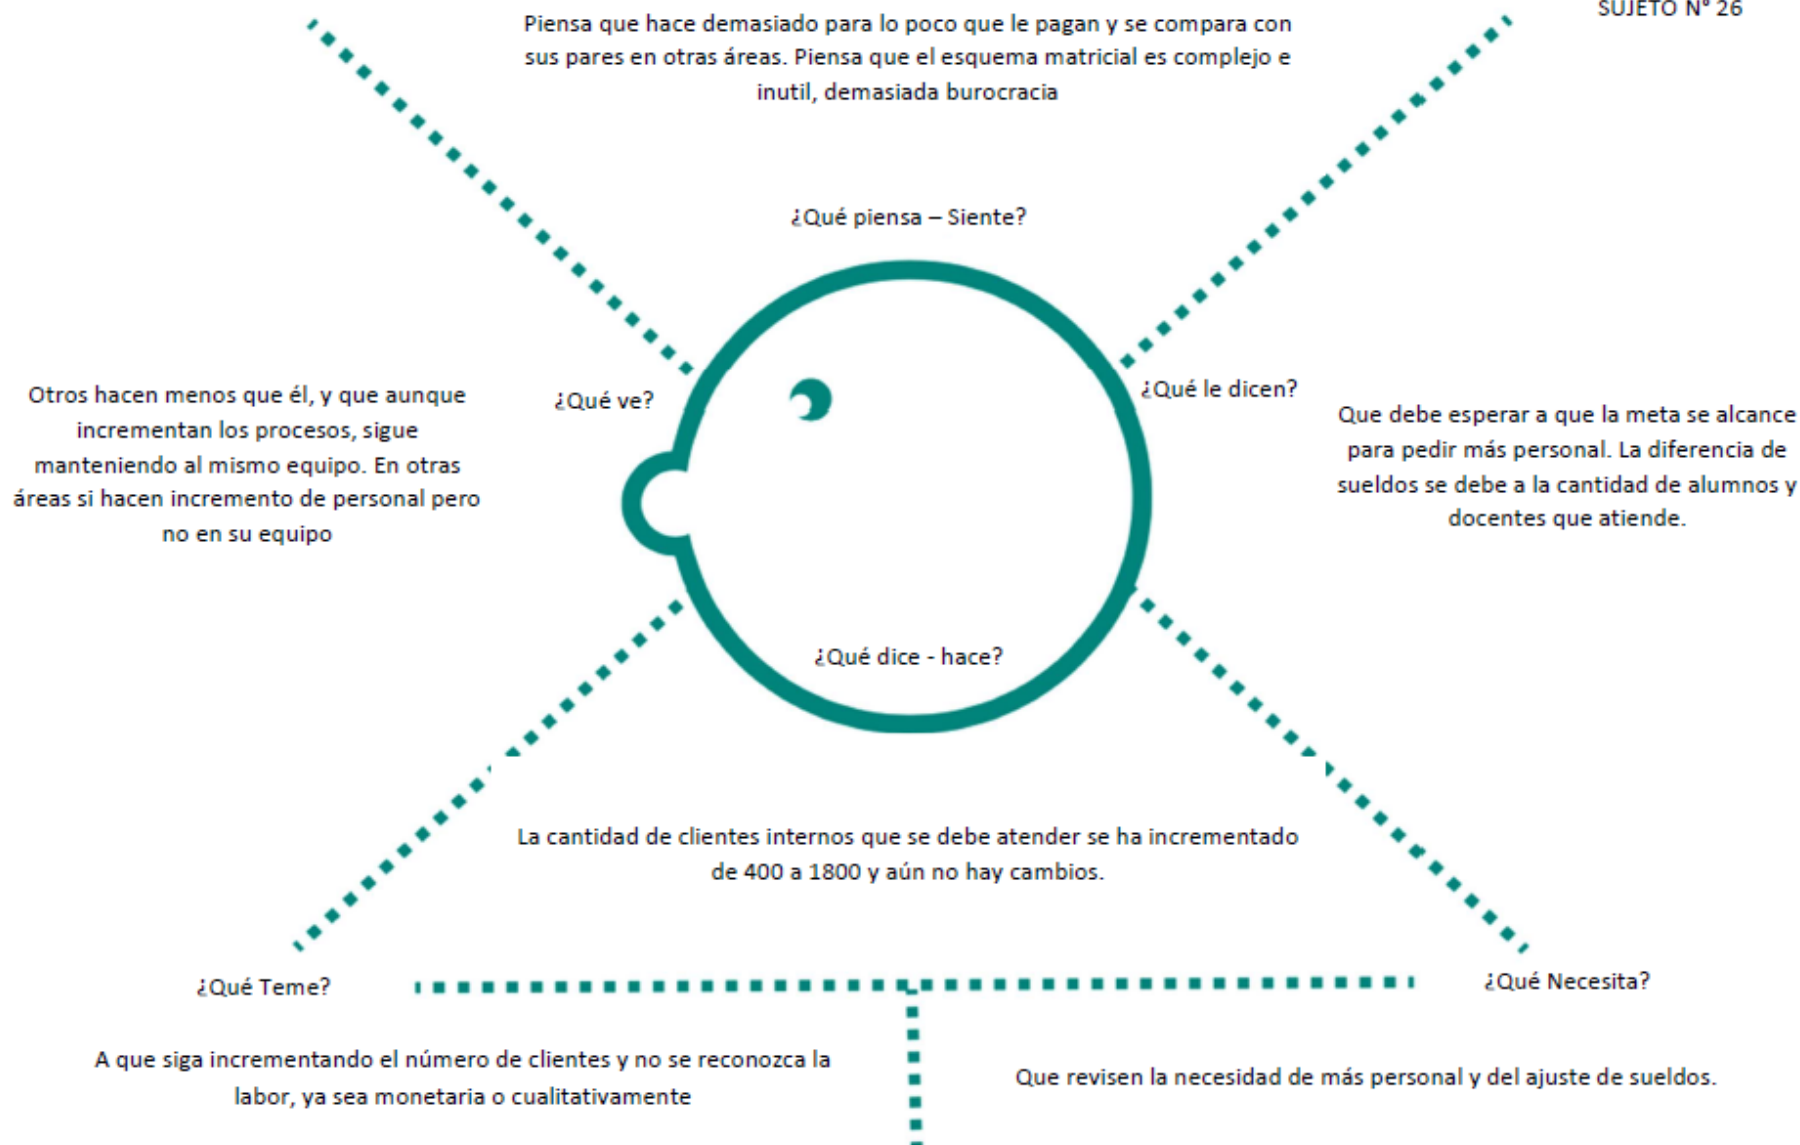 SUJETO N° 26
Piensa que hace demasiado para lo poco que le pagan y se compara con
sus pares en otras áreas. Piensa que el esquema matricial es complejo e
inutil, demasiada burocracia
¿Qué piensa – Siente?
¿Qué ve?
Otros hacen menos que él, y que aunque
incrementan los procesos, sigue
manteniendo al mismo equipo. En otras
áreas si hacen incremento de personal pero
no en su equipo
¿Qué le dicen?
Que debe esperar a que la meta se alcance
para pedir más personal. La diferencia de
sueldos se debe a la cantidad de alumnos y
docentes que atiende.
¿Qué dice - hace?
La cantidad de clientes internos que se debe atender se ha incrementado
de 400 a 1800 y aún no hay cambios.
¿Qué Teme?
A que siga incrementando el número de clientes y no se reconozca la
labor, ya sea monetaria o cualitativamente
¿Qué Necesita?
Que revisen la necesidad de más personal y del ajuste de sueldos.